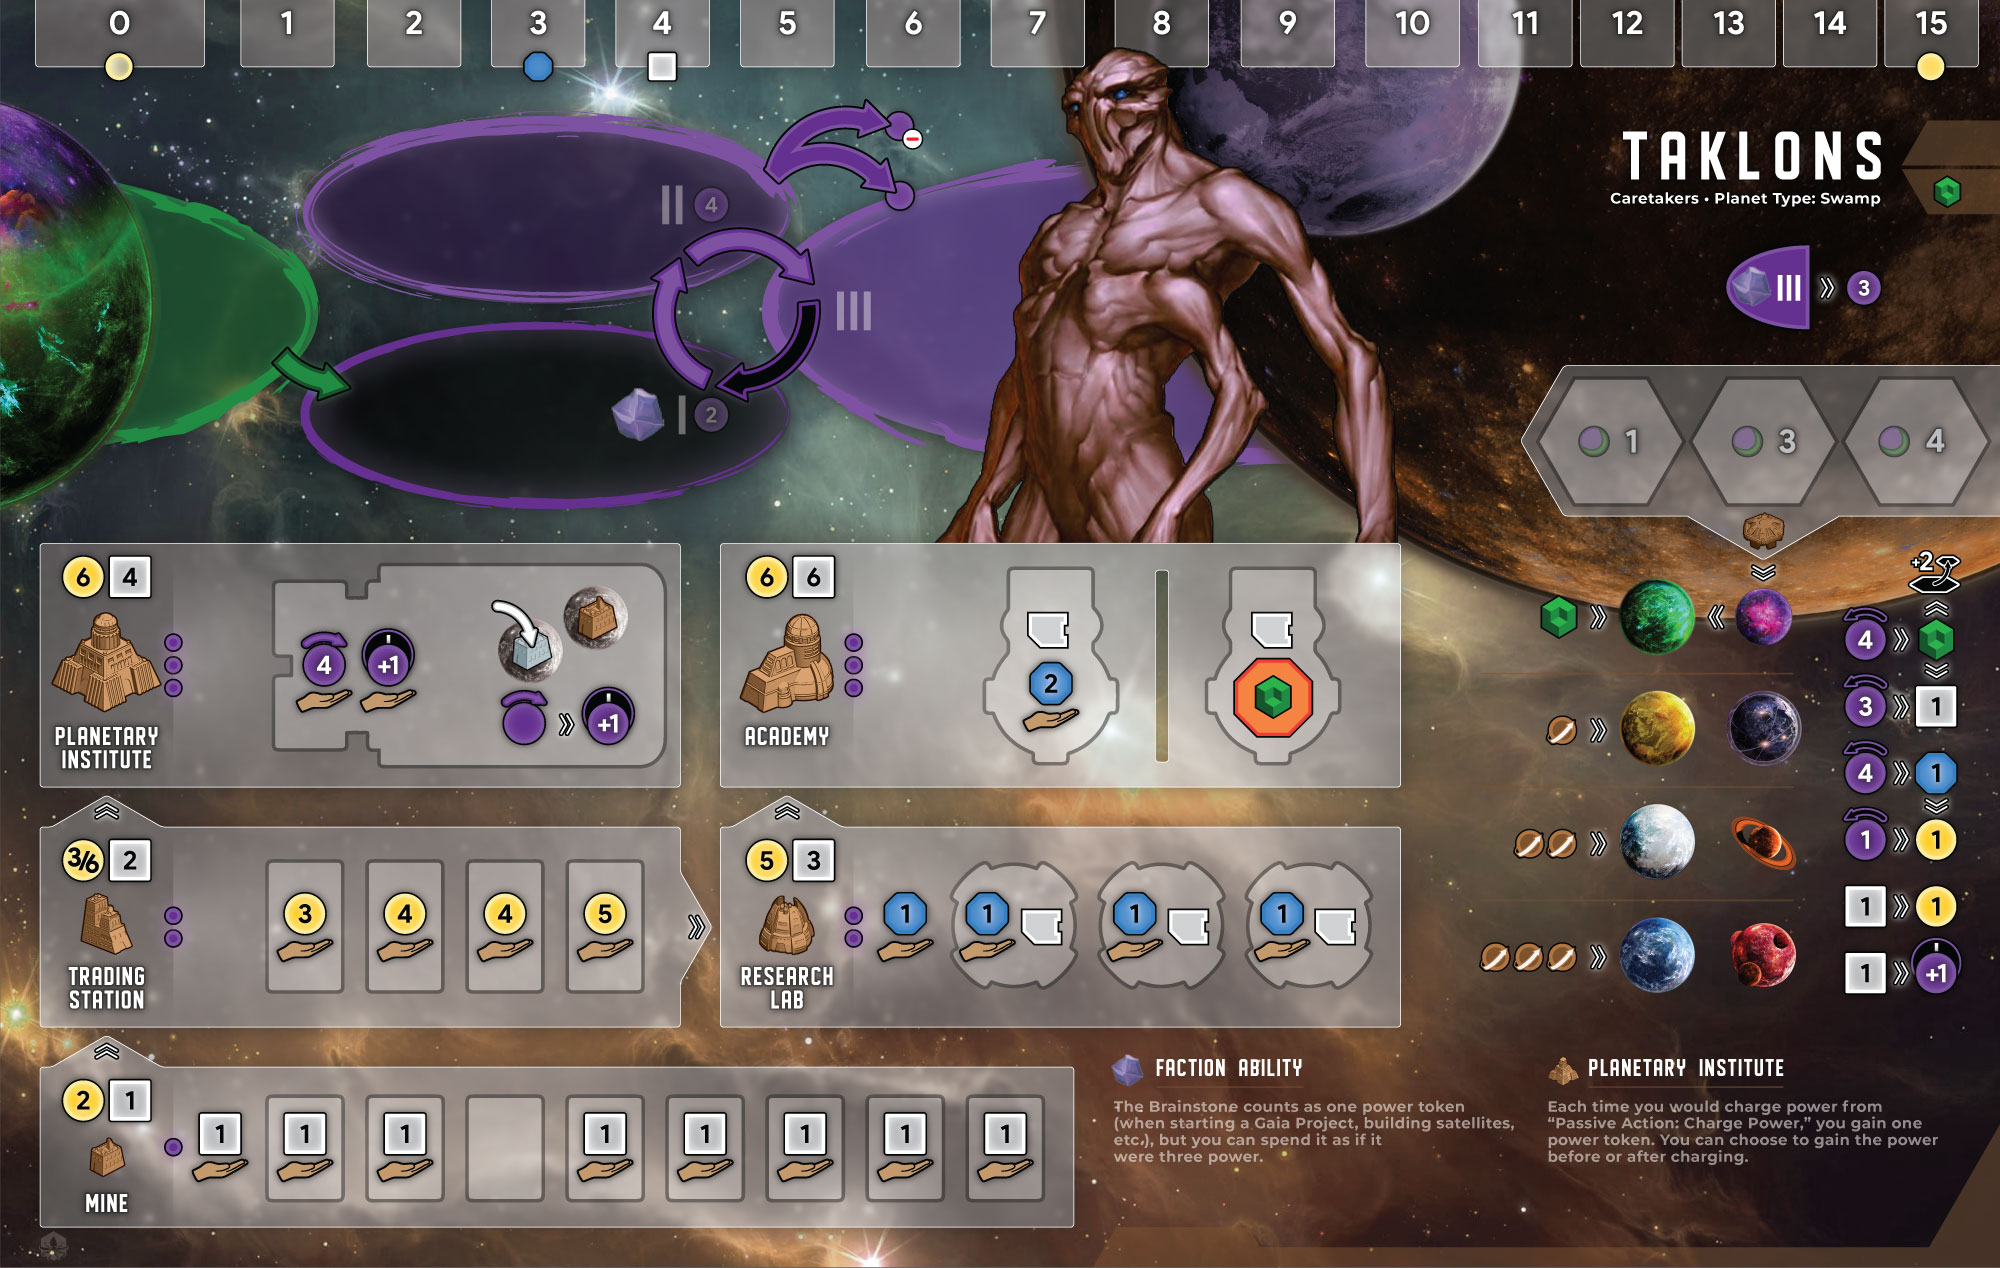 0 1 2 3 4 5 6 7 8 9 10 11 12 13 14 15
TAKLONS
Caretakers • Planet Type: Swamp
II 4
III
III 3
I 2
1 3 4
6 4
PLANETARY
INSTITUTE
4 +1
+1
6 6
ACADEMY
2
+2
4
3 1
4 1
1 1
1 1
1 +1
3/6 2
TRADING
STATION
3 4 4 5
5 3
RESEARCH
LAB
1 1 1 1
2 1
MINE
1 1 1 1 1 1 1 1
FACTION ABILITY
The Brainstone counts as one power token
(when starting a Gaia Project, building satellites,
etc.), but you can spend it as if it
were three power.
PLANETARY INSTITUTE
Each time you would charge power from
“Passive Action: Charge Power,” you gain one
power token. You can choose to gain the power
before or after charging.